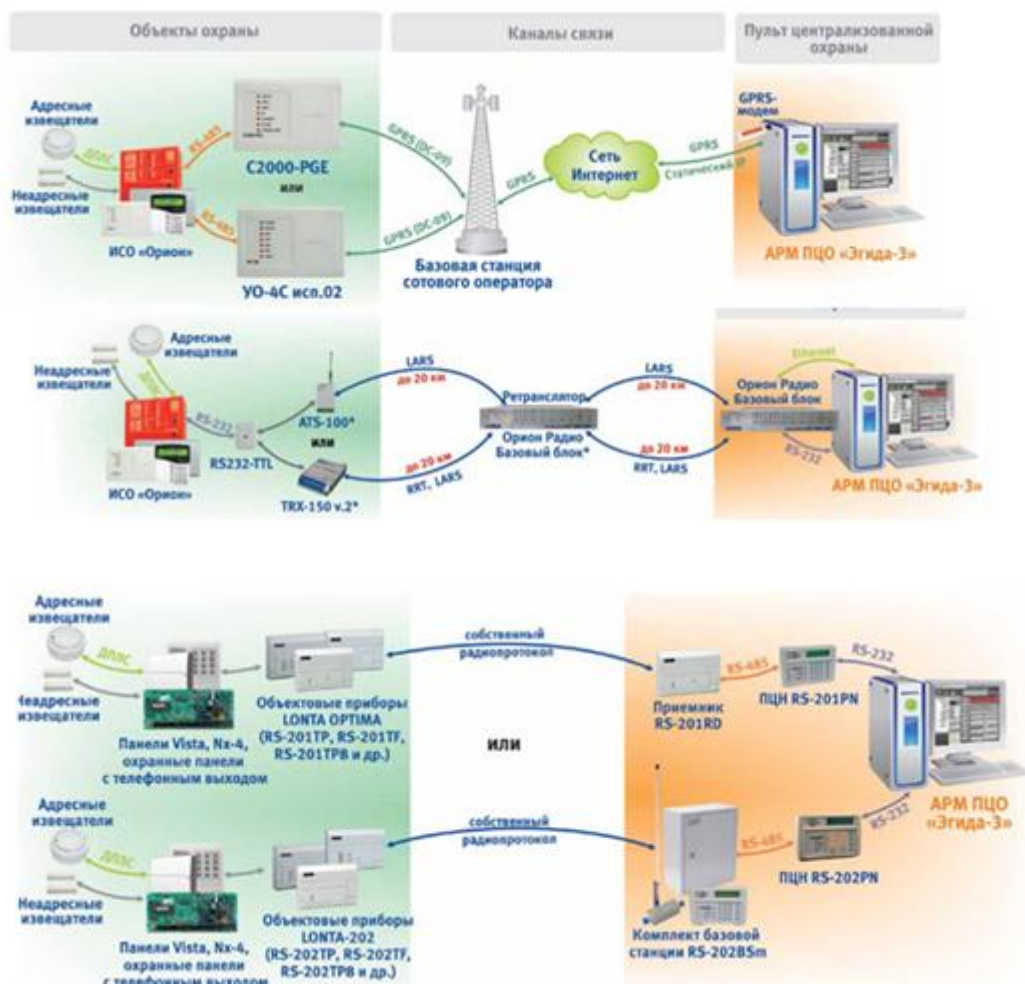 Объекты охраны
Каналы связи
Пульт централизованной
охраны
Адресные
извещатели
ДПЛС
Неадресные
извещатели
ИСО «Орион»
RS-485
RS-485
С2000-PGE
или
УО-4С исп.02
GPRS (DC-09)
GPRS (DC-09)
Базовая станция
сотового оператора
GPRS
Сеть
Интернет
GPRS
Статический IP
GPRS-
модем
АРМ ПЦО «Эгида-3»
Адресные
извещатели
Неадресные
извещатели
ДПЛС
ИСО «Орион»
RS-232
RS232-TTL
ATS-100*
или
TRX-150 v.2*
LARS
до 20 км
до 20 км
RRT, LARS
Ретранслятор
Орион Радио
Базовый блок*
LARS
до 20 км
до 20 км
RRT, LARS
Ethernet
Орион Радио
Базовый блок
RS-232
АРМ ПЦО «Эгида-3»
Адресные
извещатели
ДПЛС
Неадресные
извещатели
Панели Vista, Nx-4,
охранные панели
с телефонным выходом
Объектовые приборы
LONTA OPTIMA
(RS-201TP, RS-201TF,
RS-201TP8 и др.)
собственный
радиопротокол
или
Приемник
RS-201RD
RS-485
ПЦН RS-201PN
RS-232
АРМ ПЦО
«Эгида-3»
Адресные
извещатели
ДПЛС
Неадресные
извещатели
Панели Vista, Nx-4,
охранные панели
с телефонным выходом
Объектовые приборы
LONTA-202
(RS-202TP, RS-202TF,
RS-202TP8 и др.)
собственный
радиопротокол
RS-485
ПЦН RS-202PN
RS-232
Комплект базовой
станции RS-202BSm